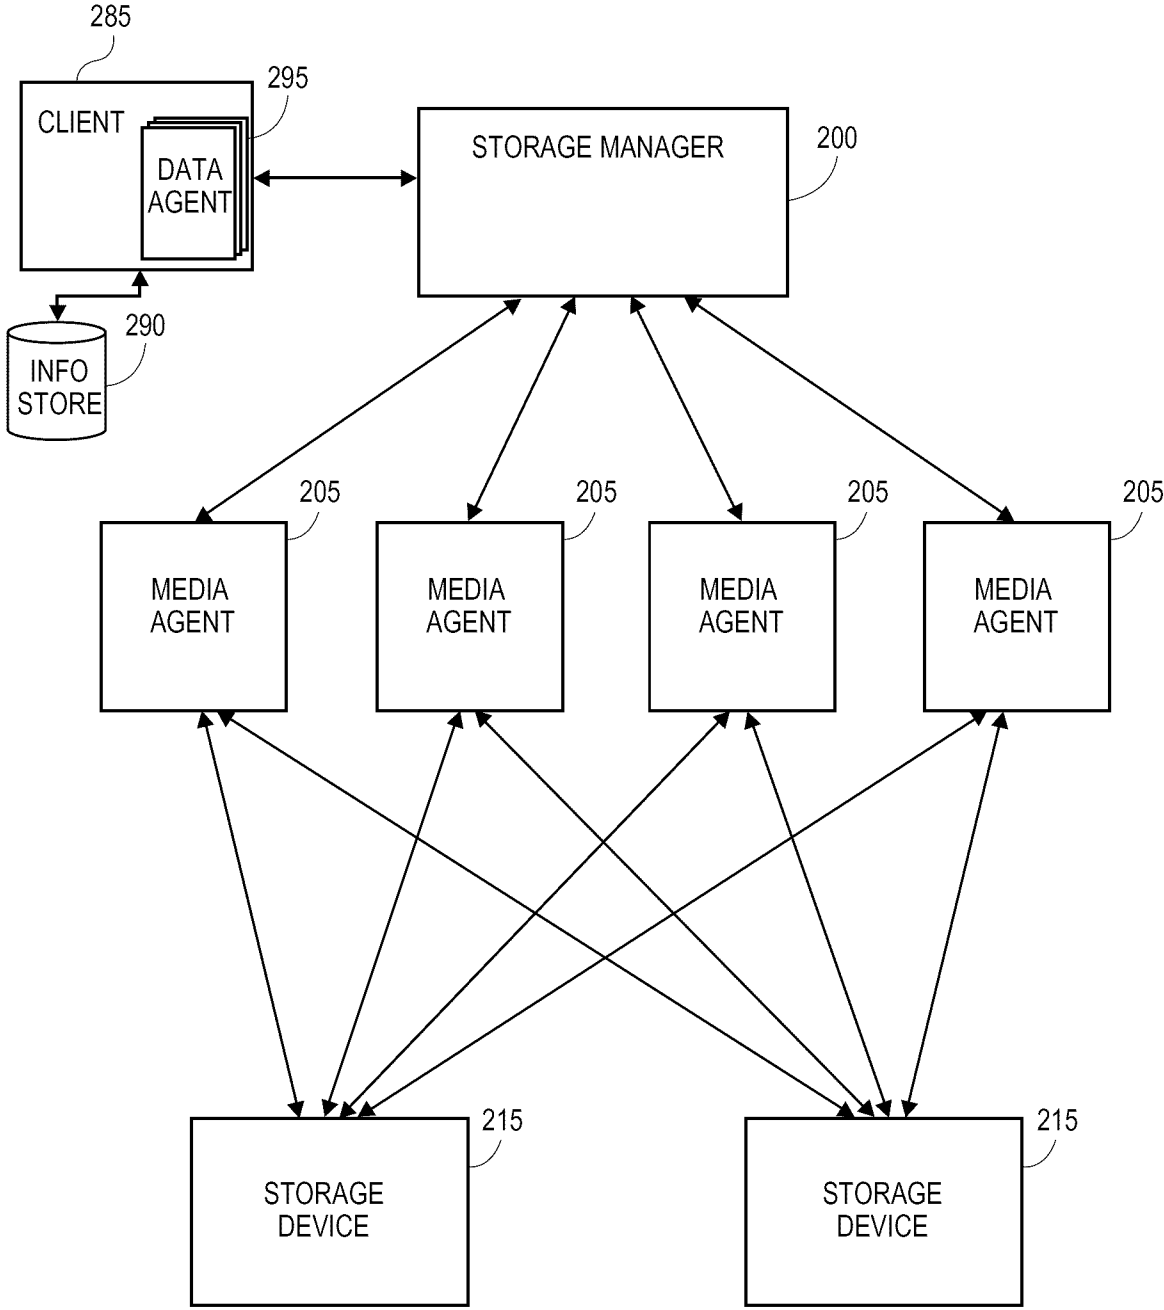 285
CLIENT
295
DATA
AGENT
STORAGE MANAGER
200
290
INFO
STORE
205
205
205
205
MEDIA
AGENT
MEDIA
AGENT
MEDIA
AGENT
MEDIA
AGENT
215
215
STORAGE
DEVICE
STORAGE
DEVICE